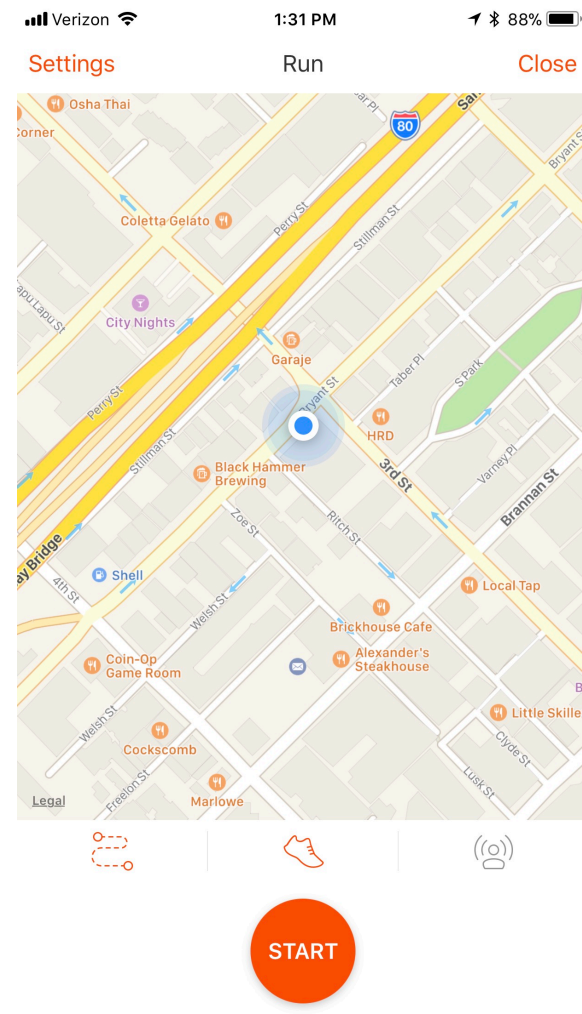 Verizon
1:31 PM
88%
Settings
Run
Close
Osha Thai
Corner
80
Bryant S
Coletta Gelato
Perry St
Stillman St
City Nights
Garaje
Taber Pl
S Park
Perry St
Bryant St
HRD
Stillman St
3rd St
Varney Pl
Black Hammer
Brewing
Brannan St
Zoe St
Ritch St
ay Bridge
Shell
4th St
Local Tap
Welsh St
Brickhouse Cafe
Alexander's
Steakhouse
Coin-Op
Game Room
B
Little Skille
Welsh St
Clyde St
Cockscomb
Lusk St
Freelon St
Marlowe
Legal
START